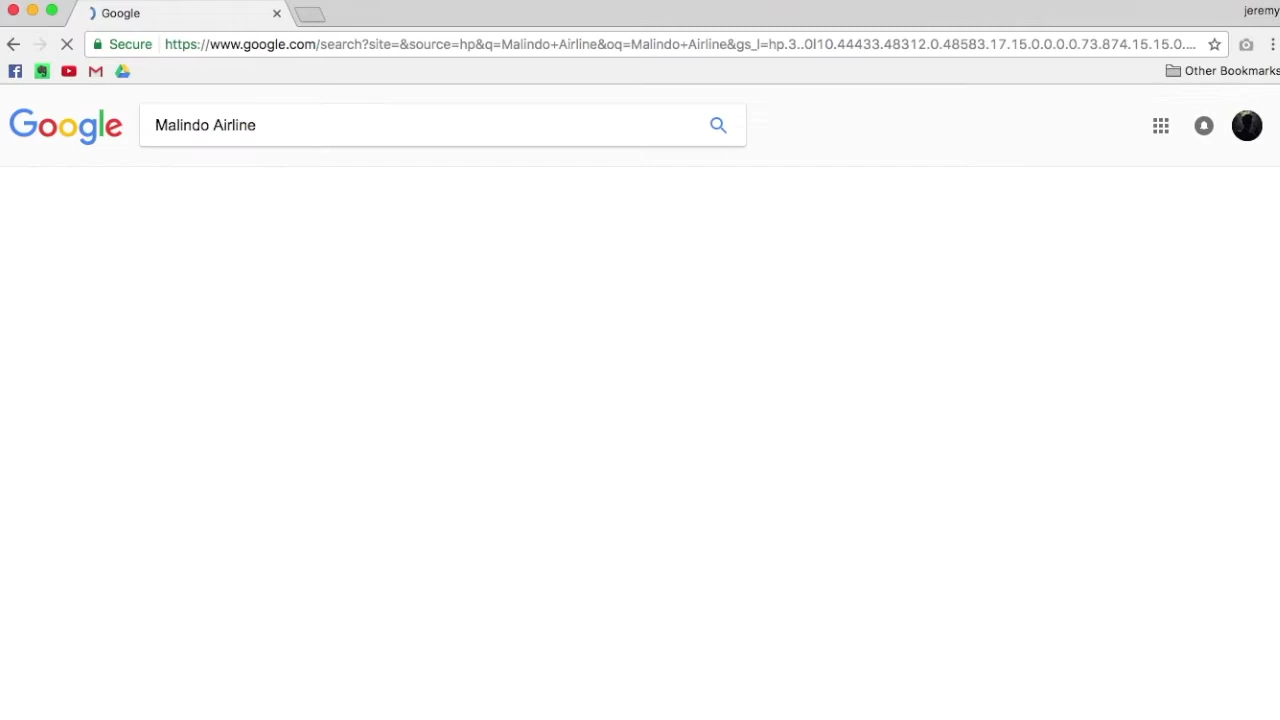 Google
jeremy
Secure https://www.google.com/search?site=&source=hp&q=Malindo+Airline&oq=Malindo+Airline&gs_l=hp.3..0l10.44433.48312.0.48583.17.15.0.0.0.0.73.874.15.15.0....
Other Bookmarks
Google Malindo Airline